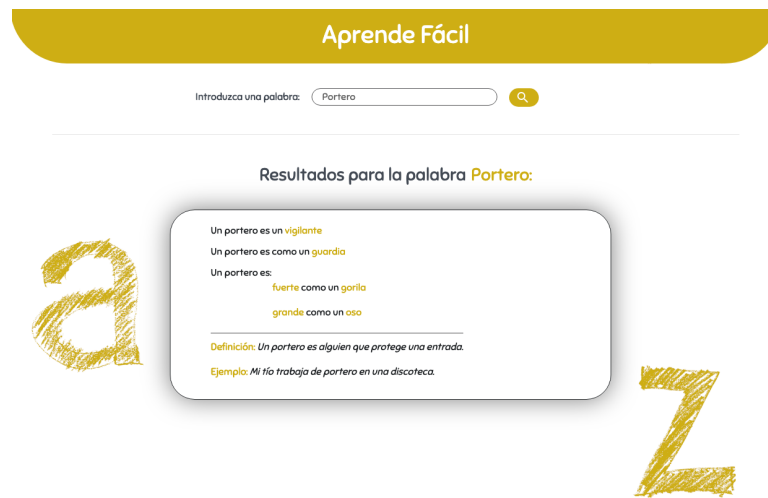 Aprende Fácil
Introduzca una palabra: Portero
Resultados para la palabra Portero:
Un portero es un vigilante
Un portero es como un guardia
Un portero es:
fuerte como un gorila
grande como un oso
Definición: Un portero es alguien que protege una entrada.
Ejemplo: Mi tío trabaja de portero en una discoteca.
a
z